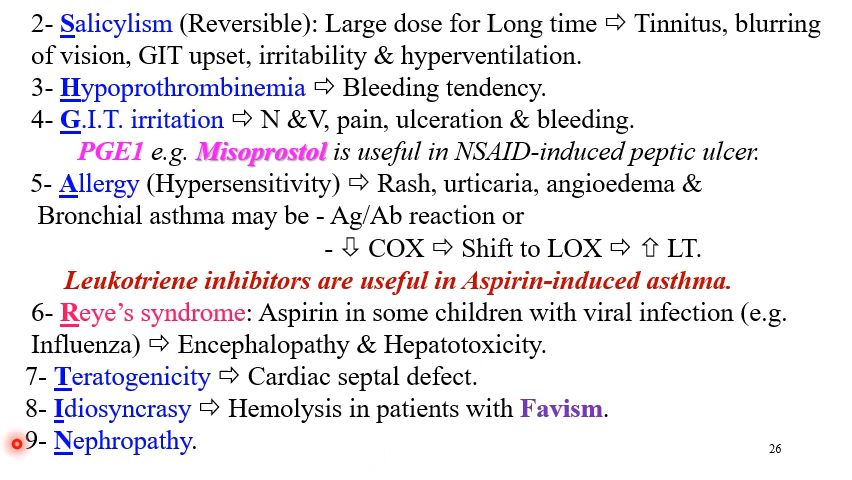 2- Salicylism (Reversible): Large dose for Long time ⇨ Tinnitus, blurring
of vision, GIT upset, irritability & hyperventilation.
3- Hypoprothrombinemia ⇨ Bleeding tendency.
4- G.I.T. irritation ⇨ N &V, pain, ulceration & bleeding.
PGE1 e.g. Misoprostol is useful in NSAID-induced peptic ulcer.
5- Allergy (Hypersensitivity) ⇨ Rash, urticaria, angioedema &
Bronchial asthma may be - Ag/Ab reaction or
- ⇩ COX ⇨ Shift to LOX ⇨ ⇧ LT.
Leukotriene inhibitors are useful in Aspirin-induced asthma.
6- Reye’s syndrome: Aspirin in some children with viral infection (e.g.
Influenza) ⇨ Encephalopathy & Hepatotoxicity.
7- Teratogenicity ⇨ Cardiac septal defect.
8- Idiosyncrasy ⇨ Hemolysis in patients with Favism.
9- Nephropathy.
26